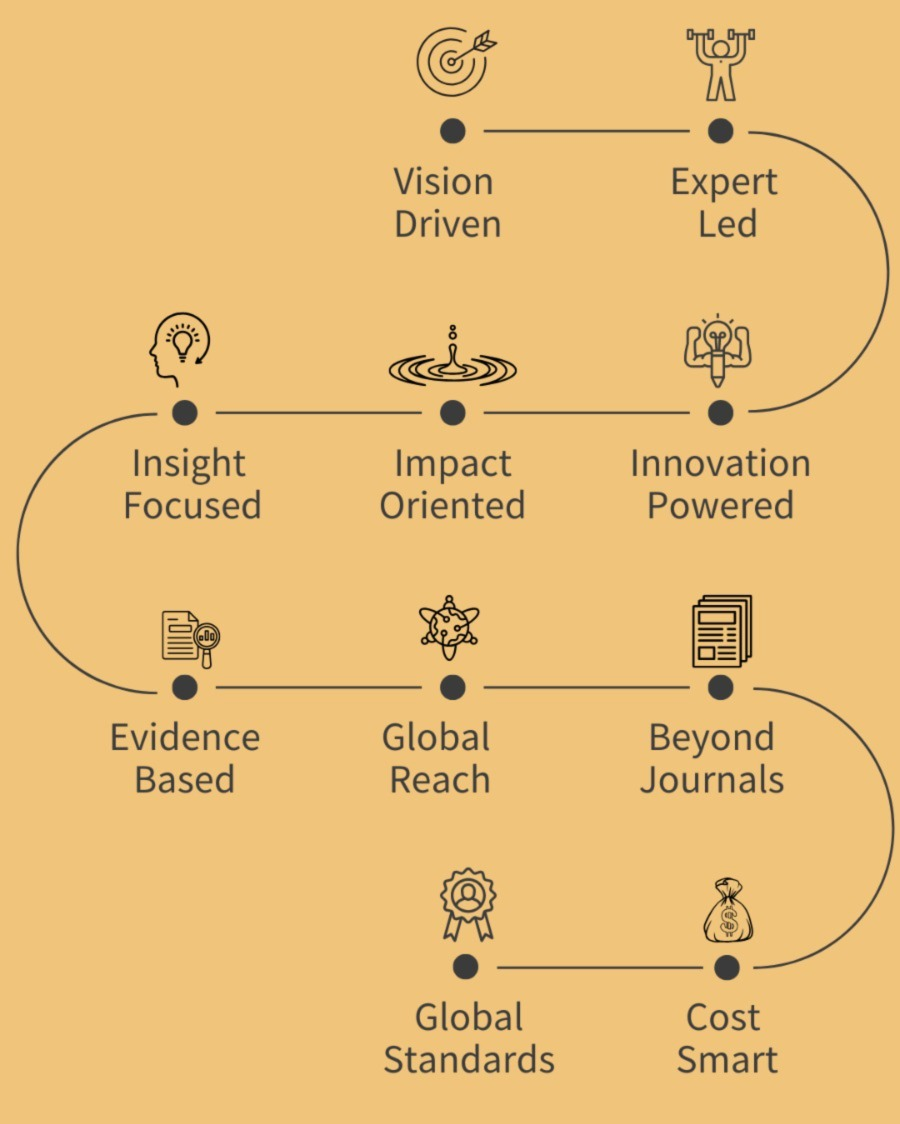 Vision
Driven
Expert
Led
Insight
Focused
Impact
Oriented
Innovation
Powered
Evidence
Based
Global
Reach
Beyond
Journals
$
Global
Standards
Cost
Smart